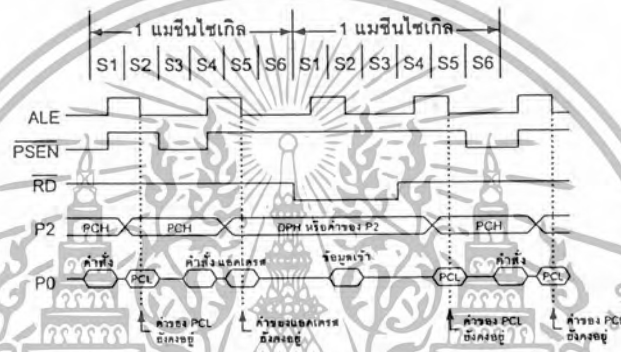 1 แมชีนไซเกิล 1 แมชีนไซเกิล
S1 S2 S3 S4 S5 S6 S1 S2 S3 S4 S5 S6
ALE
PSEN
RD
P2 PCH PCH DPH หรือค่าของ P2 PCH
คำสั่ง คำสั่ง แอดเดรส ข้อมูลเข้า คำสั่ง
P0 PCL PCL PCL
ค่าของ PCL ค่าของแอดเดรส ค่าของ PCL ค่าของ PCL
ยังคงอยู่ ยังคงอยู่ ยังคงอยู่ ยังคงอยู่